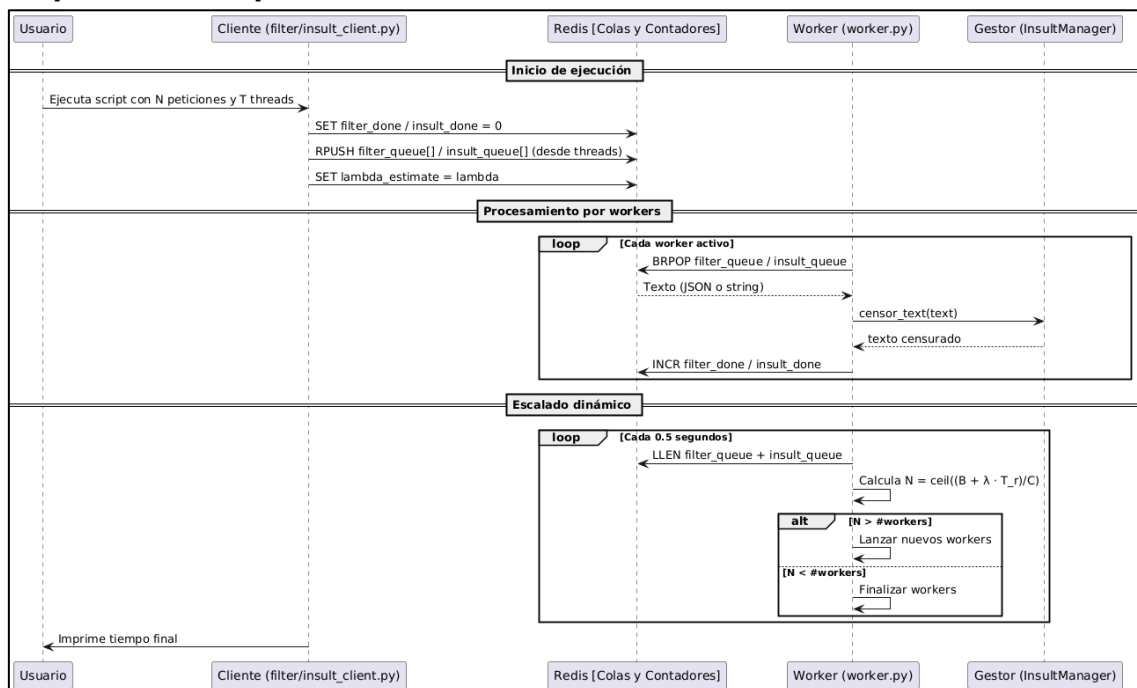 Usuario
Cliente (filter/insult_client.py)
Redis [Colas y Contadores]
Worker (worker.py)
Gestor (InsultManager)
Inicio de ejecución
Ejecuta script con N peticiones y T threads
SET filter_done / insult_done = 0
RPUSH filter_queue[] / insult_queue[] (desde threads)
SET lambda_estimate = lambda
Procesamiento por workers
loop [Cada worker activo]
BRPOP filter_queue / insult_queue
Texto (JSON o string)
censor_text(text)
texto censurado
INCR filter_done / insult_done
Escalado dinámico
loop [Cada 0.5 segundos]
LLEN filter_queue + insult_queue
Calcula N = ceil((B + λ · T_r)/C)
alt [N > #workers]
Lanzar nuevos workers
[N < #workers]
Finalizar workers
Imprime tiempo final
Usuario
Cliente (filter/insult_client.py)
Redis [Colas y Contadores]
Worker (worker.py)
Gestor (InsultManager)